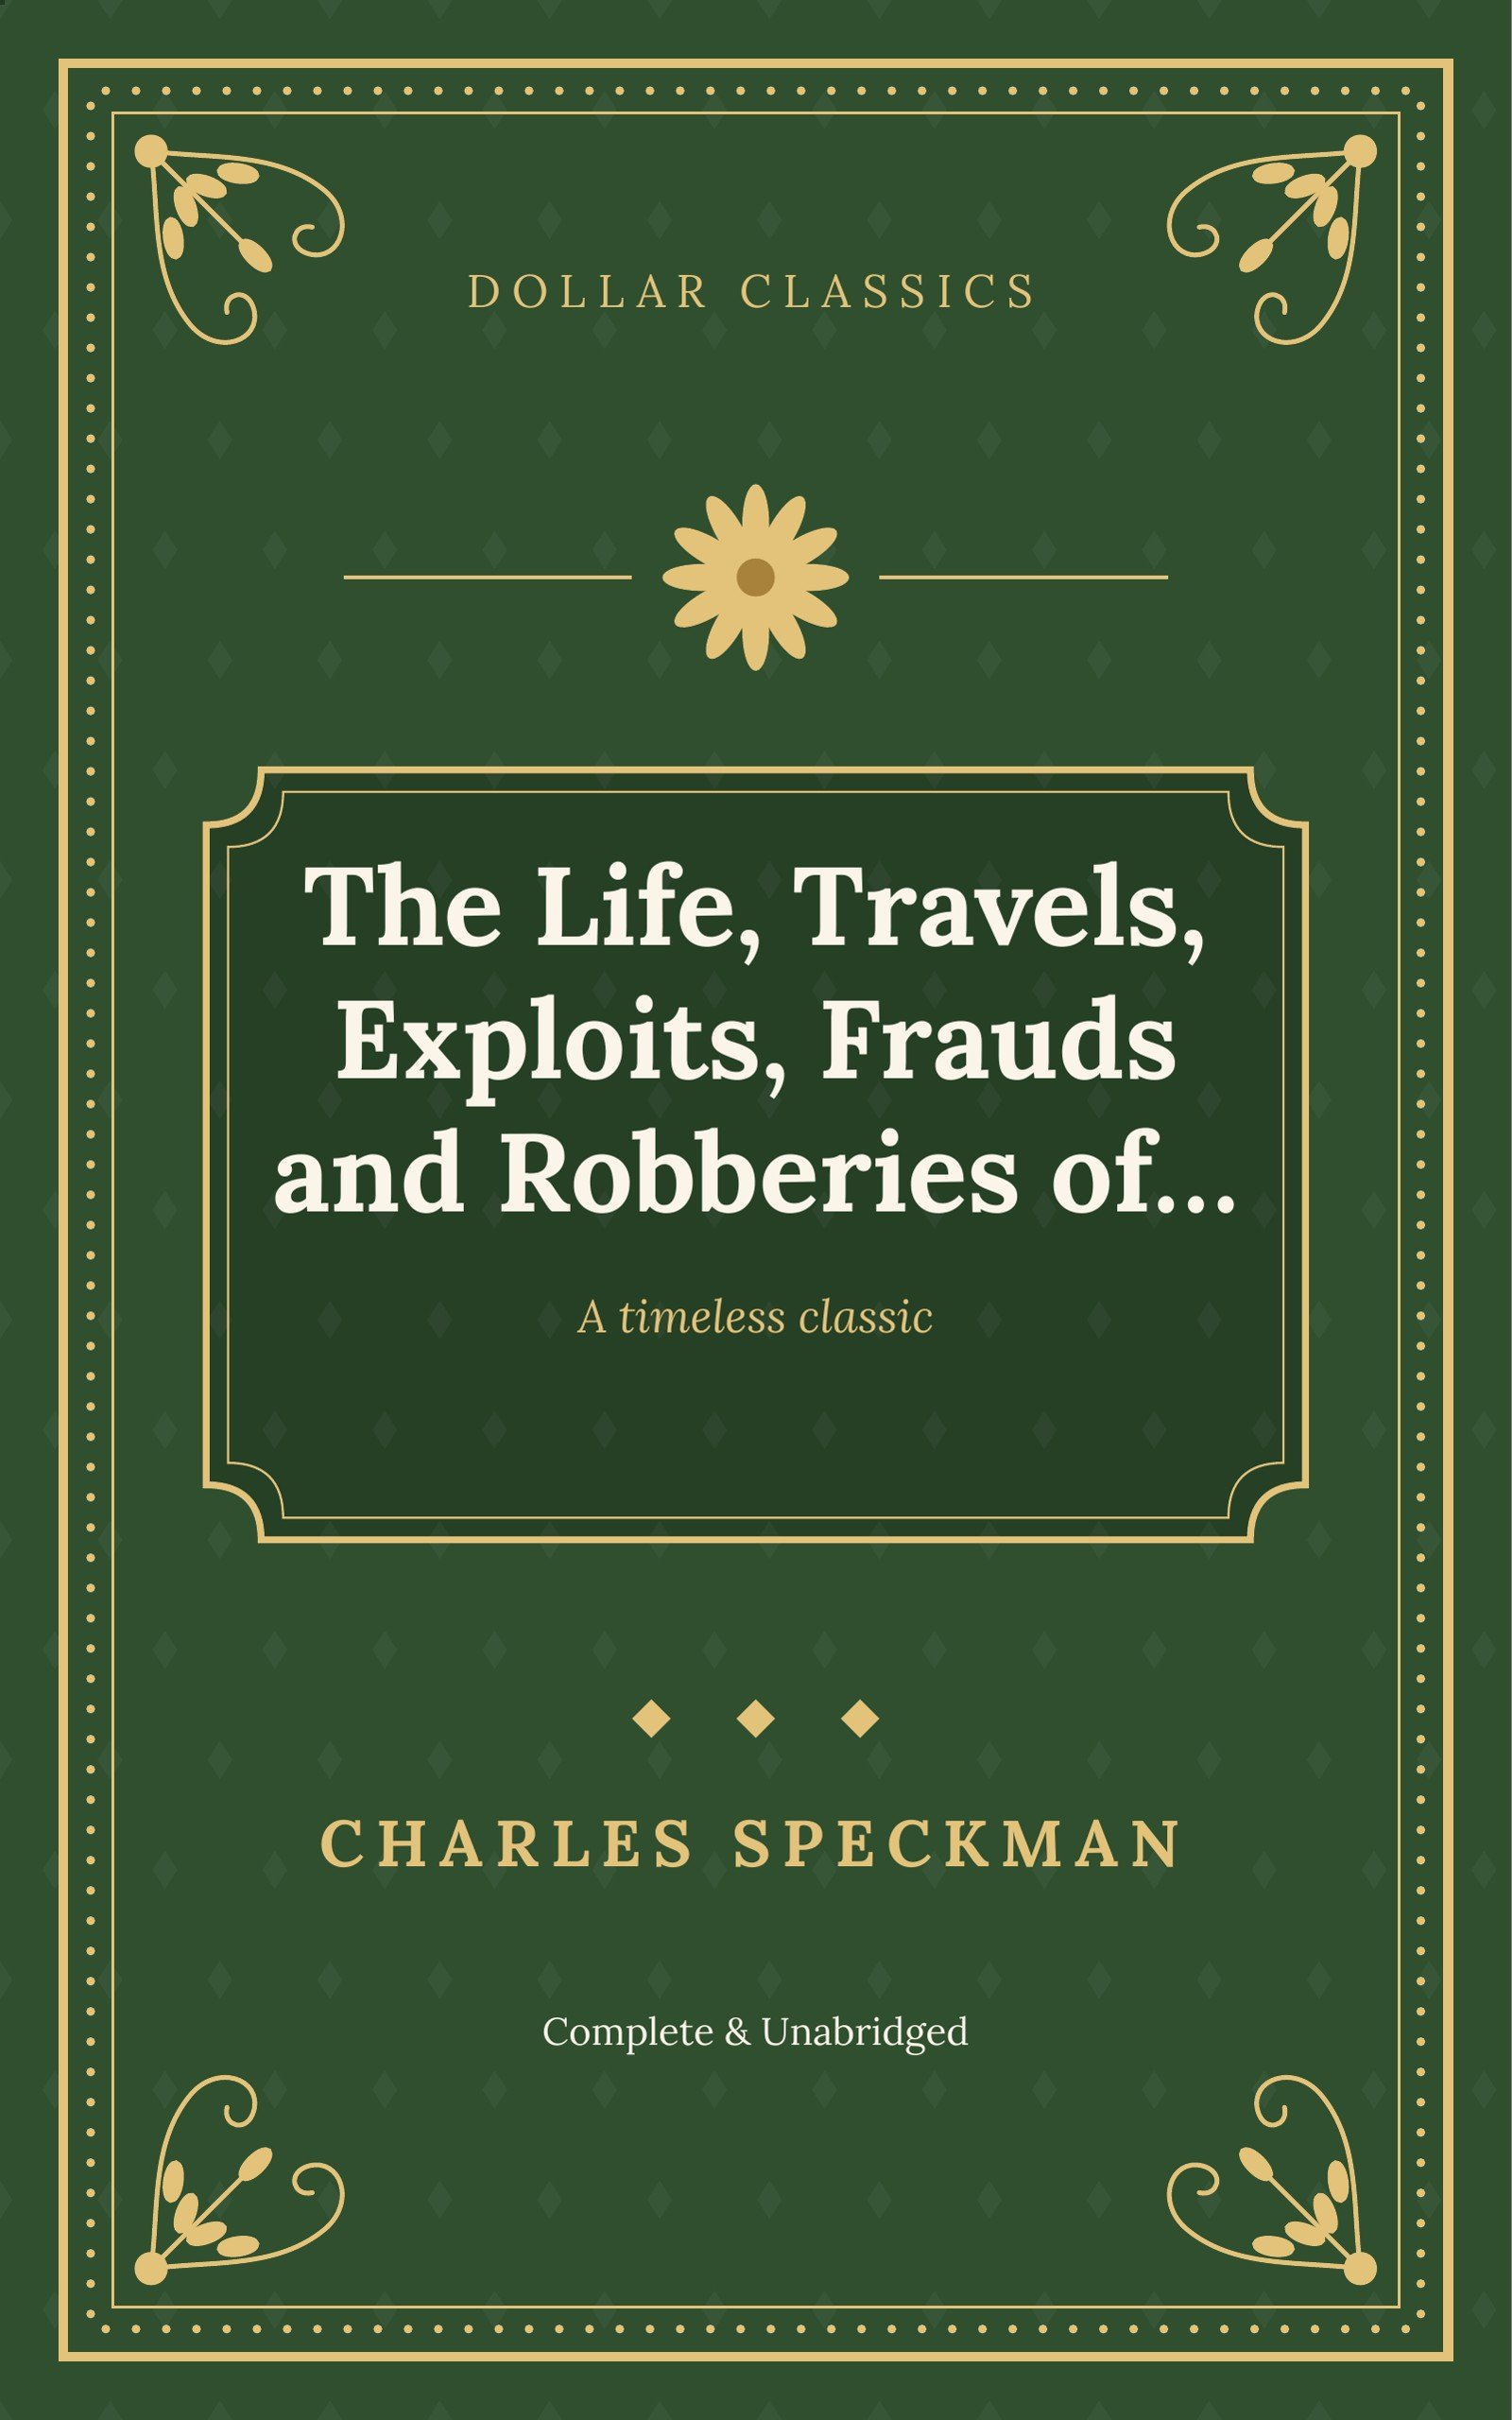 DOLLAR CLASSICS
The Life, Travels,
Exploits, Frauds
and Robberies of...
A timeless classic
CHARLES SPECKMAN
Complete & Unabridged